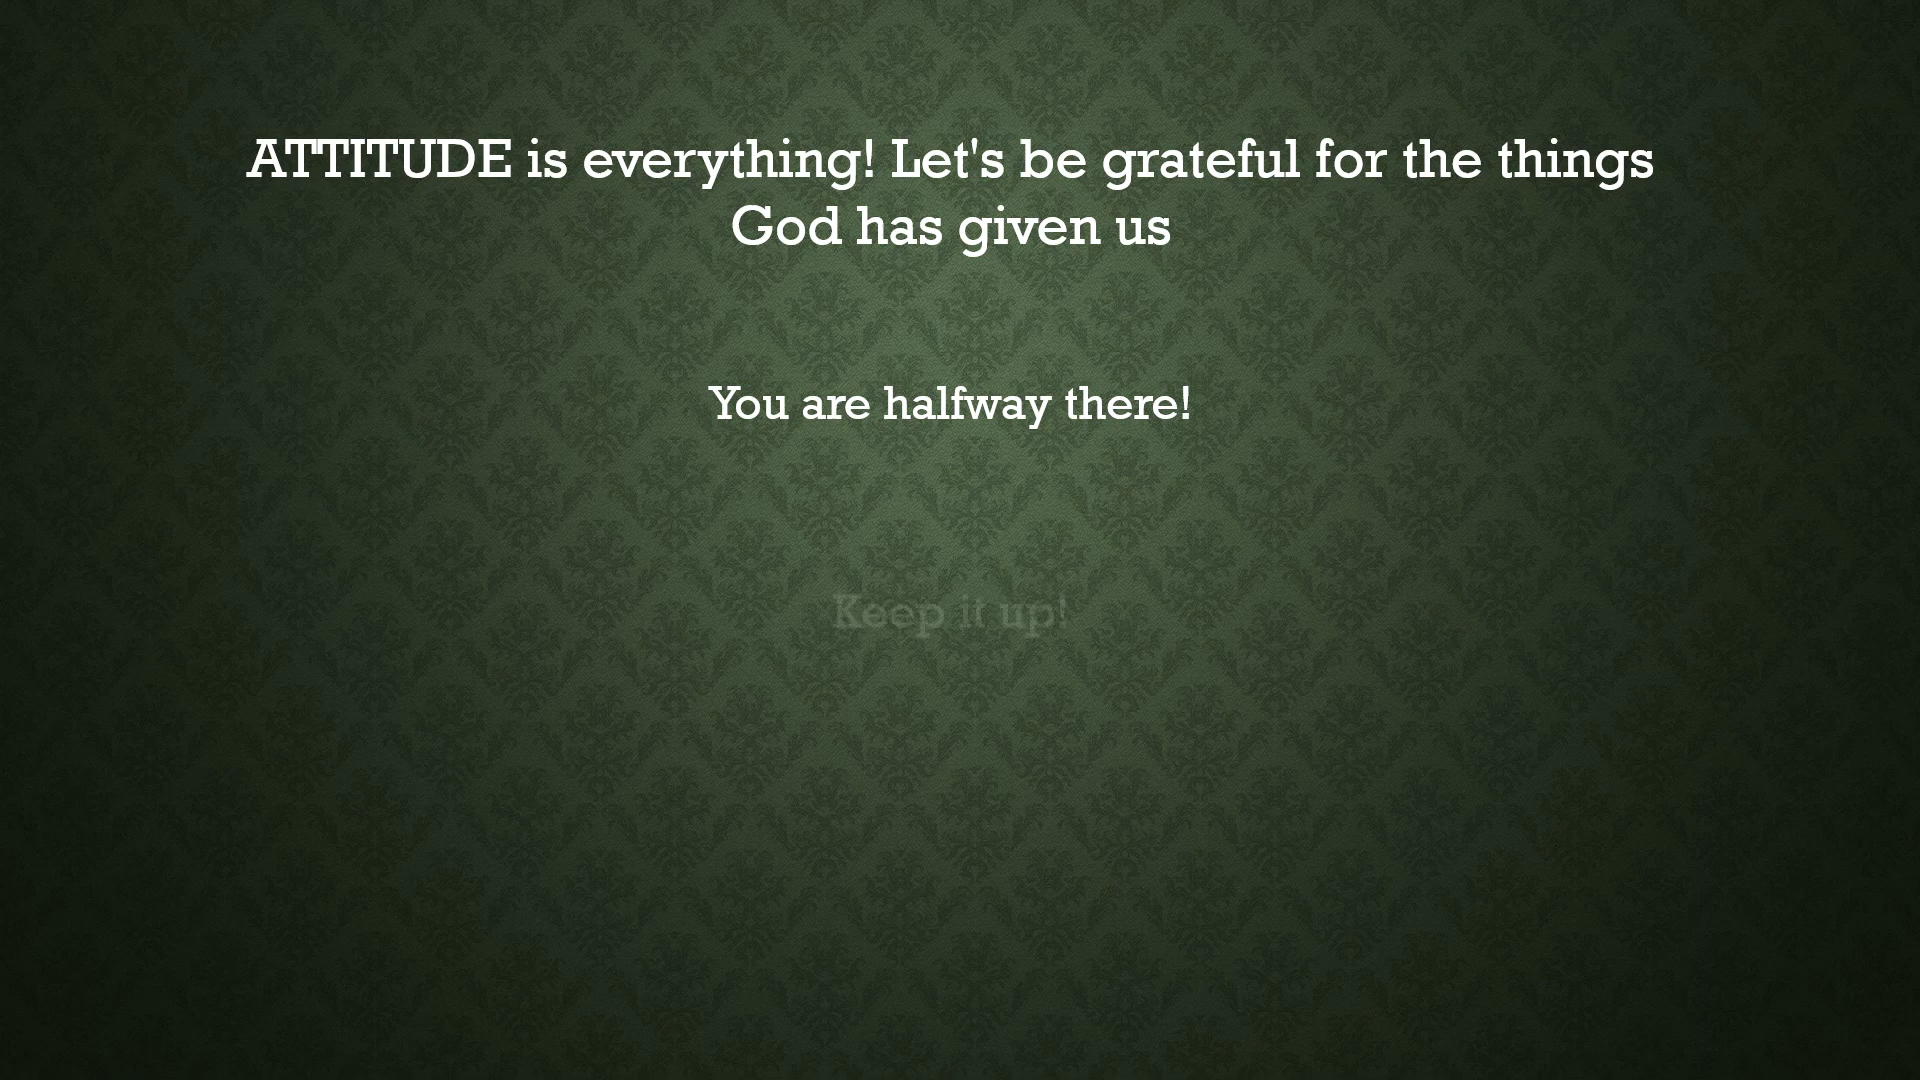 ATTITUDE is everything! Let's be grateful for the things
God has given us
You are halfway there!
Keep it up!